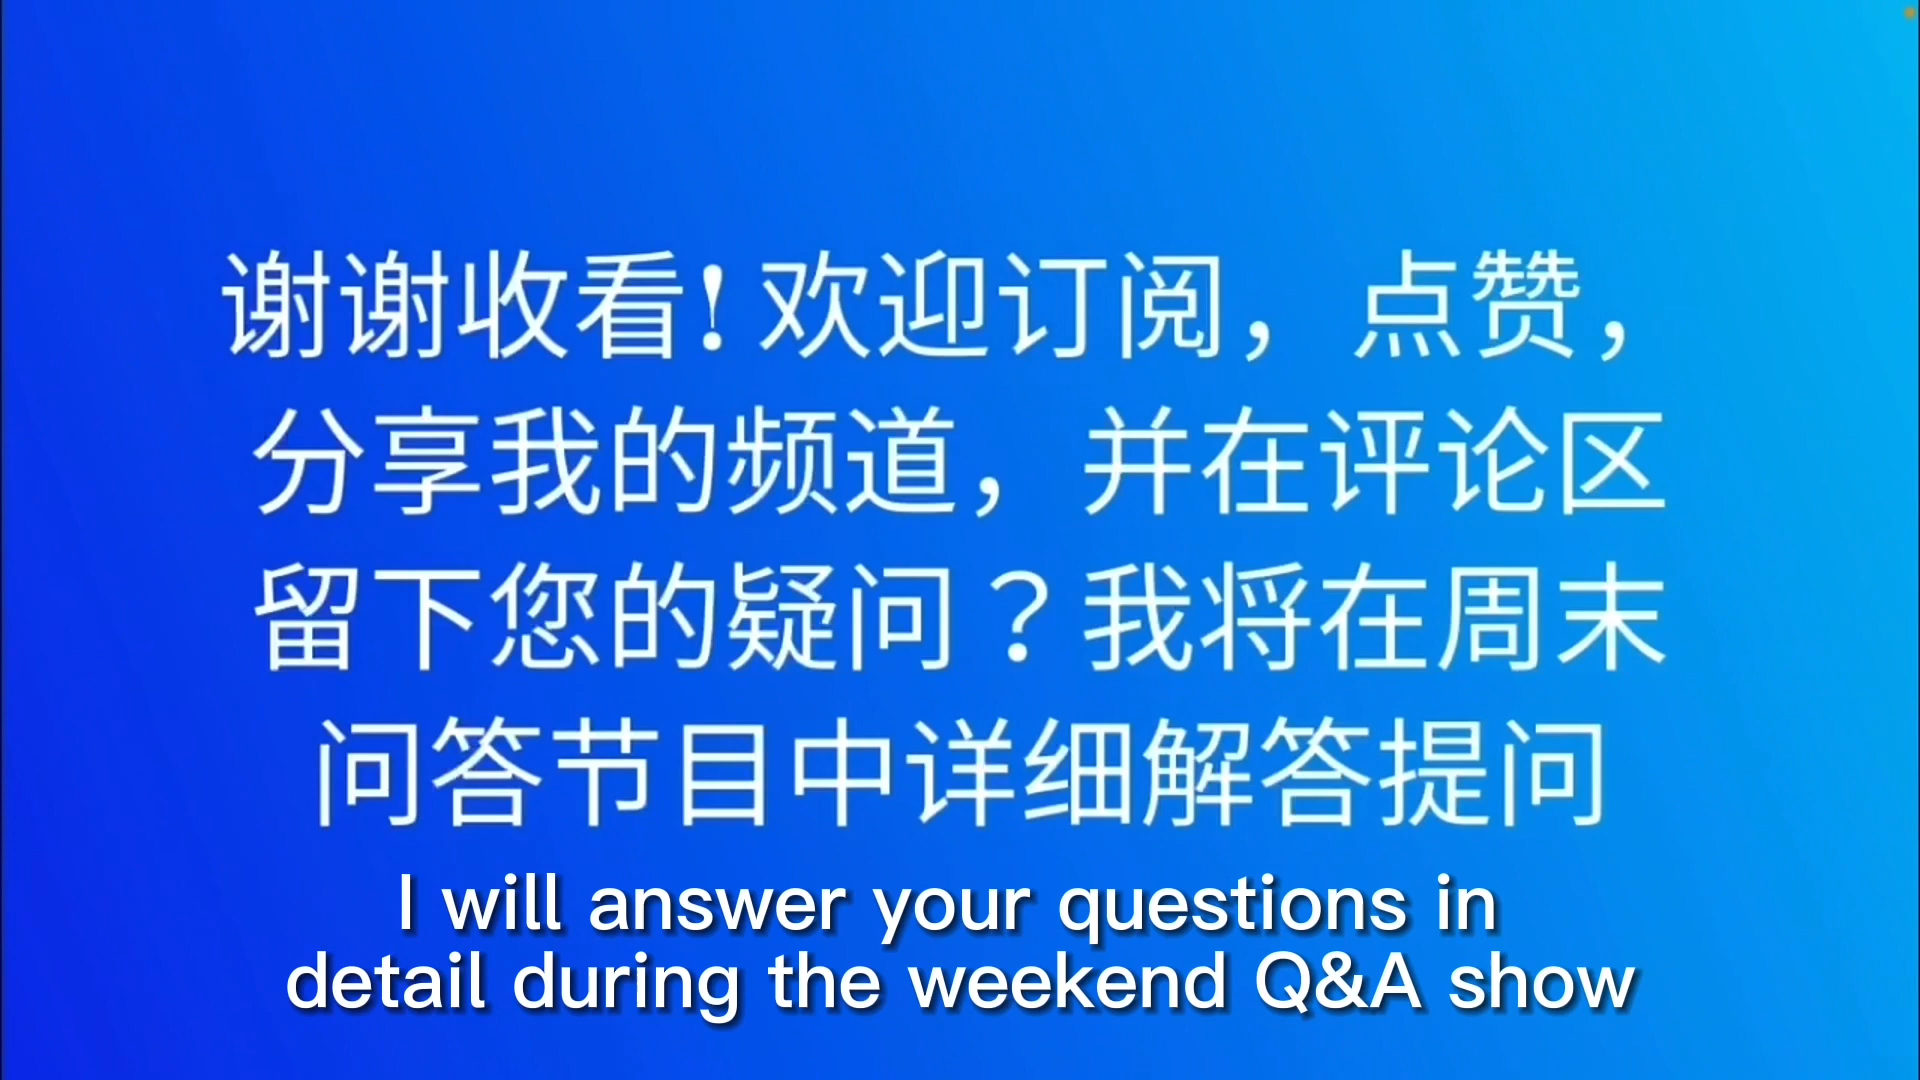 谢谢收看！欢迎订阅，点赞，
分享我的频道，并在评论区
留下您的疑问？我将在周末
问答节目中详细解答提问
I will answer your questions in
detail during the weekend Q&A show